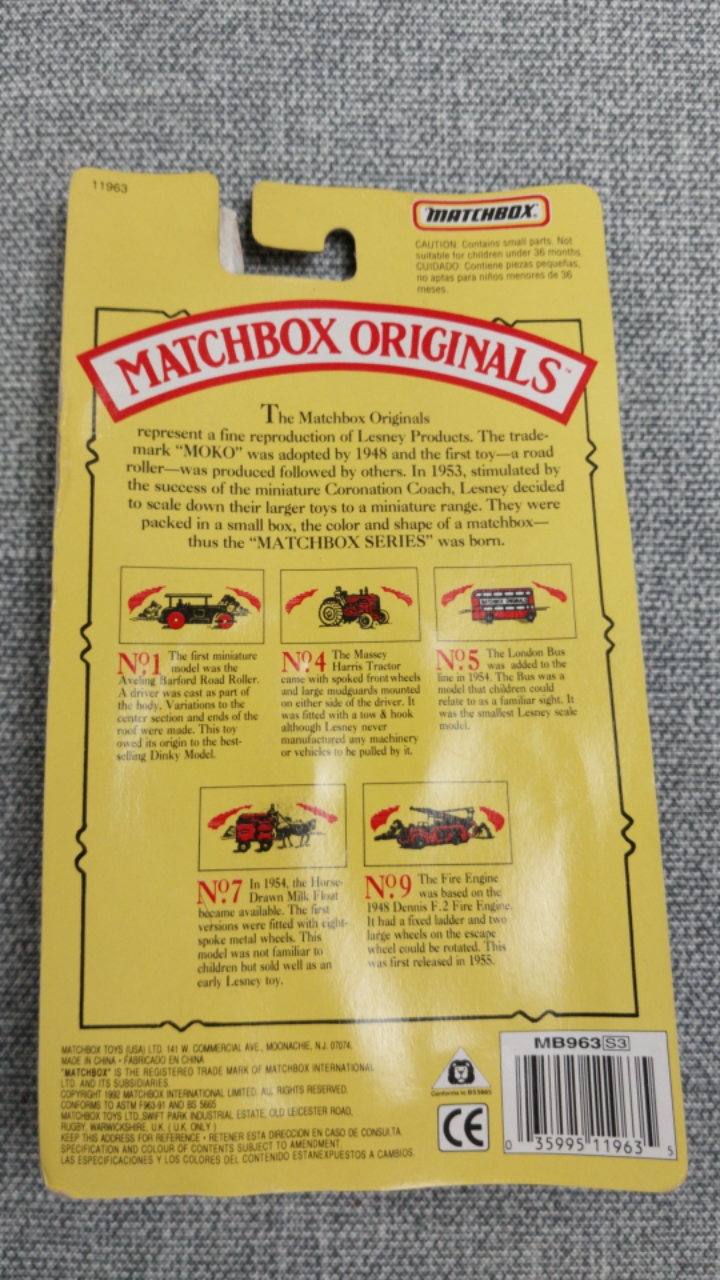 11963
MATCHBOX
CAUTION: Contains small parts. Not
suitable for children under 36 months.
CUIDADO: Contiene piezas pequeñas,
no aptas para niños menores de 36
meses.
MATCHBOX ORIGINALS™
The Matchbox Originals
represent a fine reproduction of Lesney Products. The trade-
mark “MOKO” was adopted by 1948 and the first toy—a road
roller—was produced followed by others. In 1953, stimulated by
the success of the miniature Coronation Coach, Lesney decided
to scale down their larger toys to a miniature range. They were
packed in a small box, the color and shape of a matchbox—
thus the “MATCHBOX SERIES” was born.
MATCHBOX ORIGINALS
Nº1 The first miniature
model was the
Aveling Barford Road Roller.
A driver was cast as part of
the body. Variations to the
center section and ends of the
roof were made. This toy
owed its origin to the best-
selling Dinky Model.
Nº4 The Massey
Harris Tractor
came with spoked front wheels
and large mudguards mounted
on either side of the driver. It
was fitted with a tow & hook
although Lesney never
manufactured any machinery
or vehicles to be pulled by it.
Nº5 The London Bus
was added to the
line in 1954. The Bus was a
model that children could
relate to as a familiar sight. It
was the smallest Lesney scale
model.
Nº7 In 1954, the Horse-
Drawn Milk Float
became available. The first
versions were fitted with eight-
spoke metal wheels. This
model was not familiar to
children but sold well as an
early Lesney toy.
Nº9 The Fire Engine
was based on the
1948 Dennis F.2 Fire Engine.
It had a fixed ladder and two
large wheels on the escape
wheel could be rotated. This
was first released in 1955.
MATCHBOX TOYS (USA) LTD. 141 W. COMMERCIAL AVE., MOONACHIE, N.J. 07074.
MADE IN CHINA • FABRICADO EN CHINA
"MATCHBOX" IS THE REGISTERED TRADE MARK OF MATCHBOX INTERNATIONAL
LTD. AND ITS SUBSIDIARIES.
COPYRIGHT 1992 MATCHBOX INTERNATIONAL LIMITED. ALL RIGHTS RESERVED.
CONFORMS TO ASTM F963-91 AND BS 5665
MATCHBOX TOYS LTD.,SWIFT PARK INDUSTRIAL ESTATE, OLD LEICESTER ROAD,
RUGBY, WARWICKSHIRE, U.K. ( U.K. ONLY )
KEEP THIS ADDRESS FOR REFERENCE • RETENER ESTA DIRECCION EN CASO DE CONSULTA.
SPECIFICATION AND COLOUR OF CONTENTS SUBJECT TO AMENDMENT.
LAS ESPECIFICACIONES Y LOS COLORES DEL CONTENIDO ESTANEXPUESTOS A CAMBIOS.
Conforms to BS5665
CE
MB963 S3
0 35995 11963 5